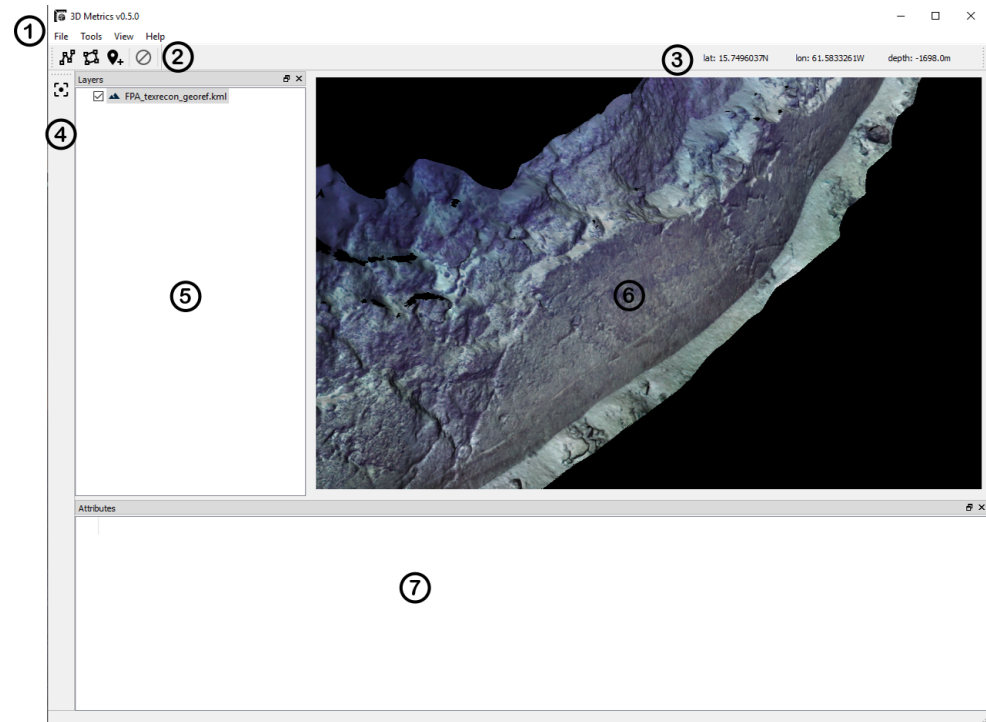 3D Metrics v0.5.0
1
File Tools View Help
2
3
lat: 15.7496037N lon: 61.5833261W depth: -1698.0m
Layers
FPA_texrecon_georef.kml
4
5
6
Attributes
7